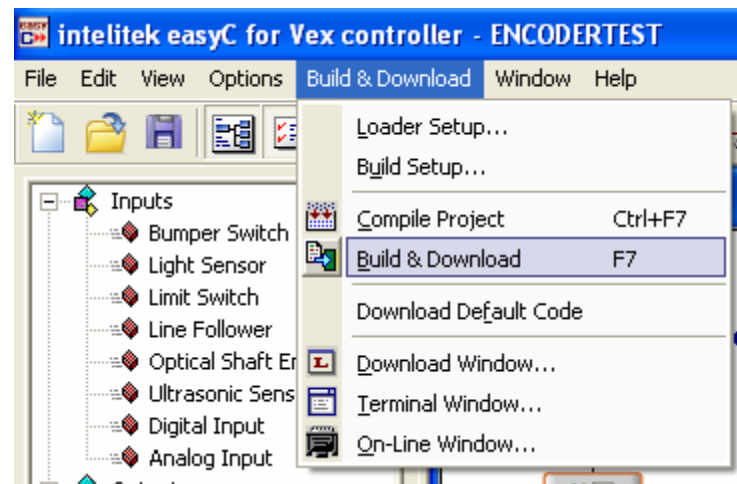 intelitek easyC for Vex controller - ENCODERTEST
File Edit View Options Build & Download Window Help
Loader Setup...
Build Setup...
Compile Project Ctrl+F7
Build & Download F7
Download Default Code
Download Window...
Terminal Window...
On-Line Window...
Inputs
Bumper Switch
Light Sensor
Limit Switch
Line Follower
Optical Shaft
Ultrasonic
Digital Input
Analog Input